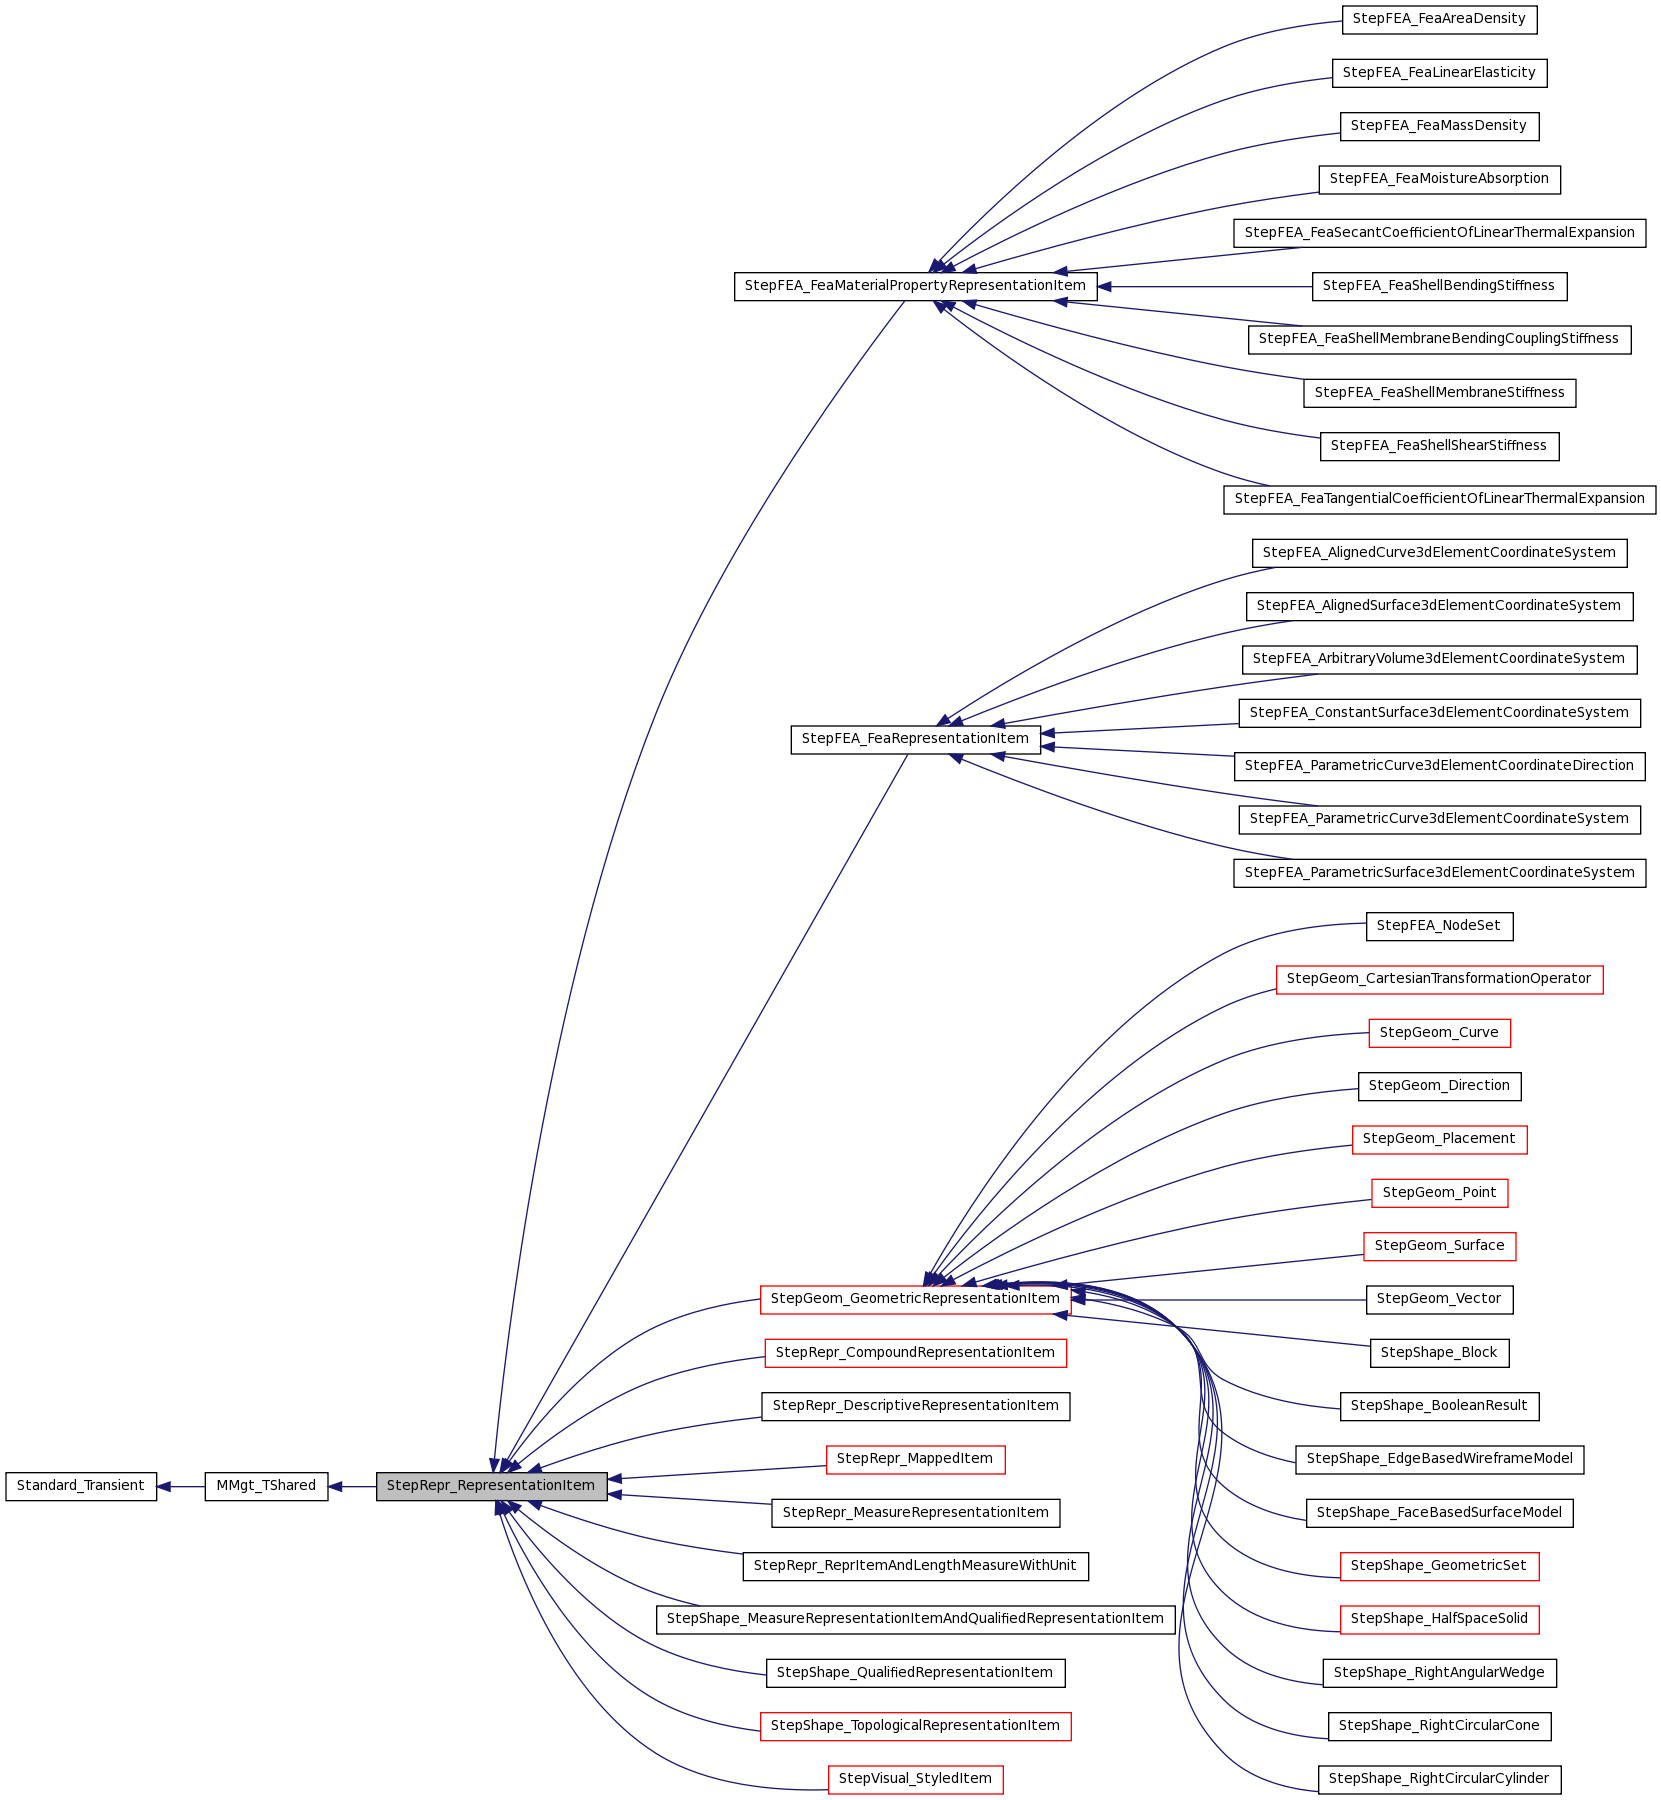 StepFEA_FeaAreaDensity
StepFEA_FeaLinearElasticity
StepFEA_FeaMassDensity
StepFEA_FeaMoistureAbsorption
StepFEA_FeaSecantCoefficientOfLinearThermalExpansion
StepFEA_FeaMaterialPropertyRepresentationItem
StepFEA_FeaShellBendingStiffness
StepFEA_FeaShellMembraneBendingCouplingStiffness
StepFEA_FeaShellMembraneStiffness
StepFEA_FeaShellShearStiffness
StepFEA_FeaTangentialCoefficientOfLinearThermalExpansion
StepFEA_AlignedCurve3dElementCoordinateSystem
StepFEA_AlignedSurface3dElementCoordinateSystem
StepFEA_ArbitraryVolume3dElementCoordinateSystem
StepFEA_ConstantSurface3dElementCoordinateSystem
StepFEA_FeaRepresentationItem
StepFEA_ParametricCurve3dElementCoordinateDirection
StepFEA_ParametricCurve3dElementCoordinateSystem
StepFEA_ParametricSurface3dElementCoordinateSystem
StepFEA_NodeSet
StepGeom_CartesianTransformationOperator
StepGeom_Curve
StepGeom_Direction
StepGeom_Placement
StepGeom_Point
StepGeom_Surface
StepGeom_GeometricRepresentationItem
StepGeom_Vector
StepRepr_CompoundRepresentationItem
StepShape_Block
StepRepr_DescriptiveRepresentationItem
StepShape_BooleanResult
StepRepr_MappedItem
StepShape_EdgeBasedWireframeModel
Standard_Transient
MMgt_TShared
StepRepr_RepresentationItem
StepRepr_MeasureRepresentationItem
StepShape_FaceBasedSurfaceModel
StepRepr_ReprItemAndLengthMeasureWithUnit
StepShape_GeometricSet
StepShape_MeasureRepresentationItemAndQualifiedRepresentationItem
StepShape_HalfSpaceSolid
StepShape_QualifiedRepresentationItem
StepShape_RightAngularWedge
StepShape_TopologicalRepresentationItem
StepShape_RightCircularCone
StepVisual_StyledItem
StepShape_RightCircularCylinder